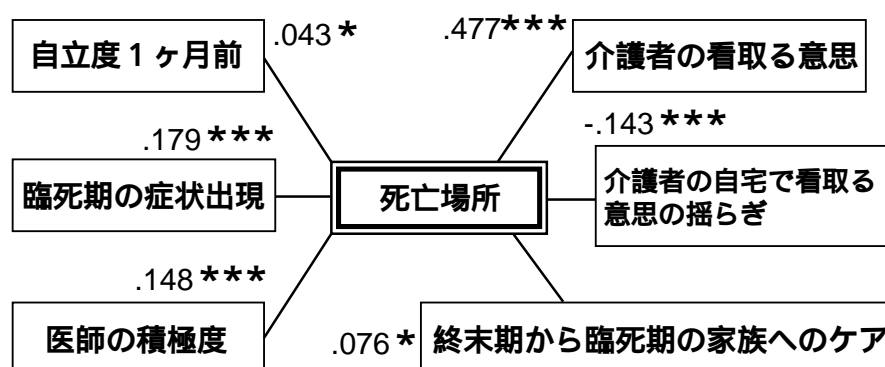 .043 *
.477***
自立度1ヶ月前
介護者の看取る意思
.179 ***
-.143 ***
臨死期の症状出現
死亡場所
介護者の自宅で看取る
意思の揺らぎ
.148 ***
医師の積極度
.076 *
終末期から臨死期の家族へのケア